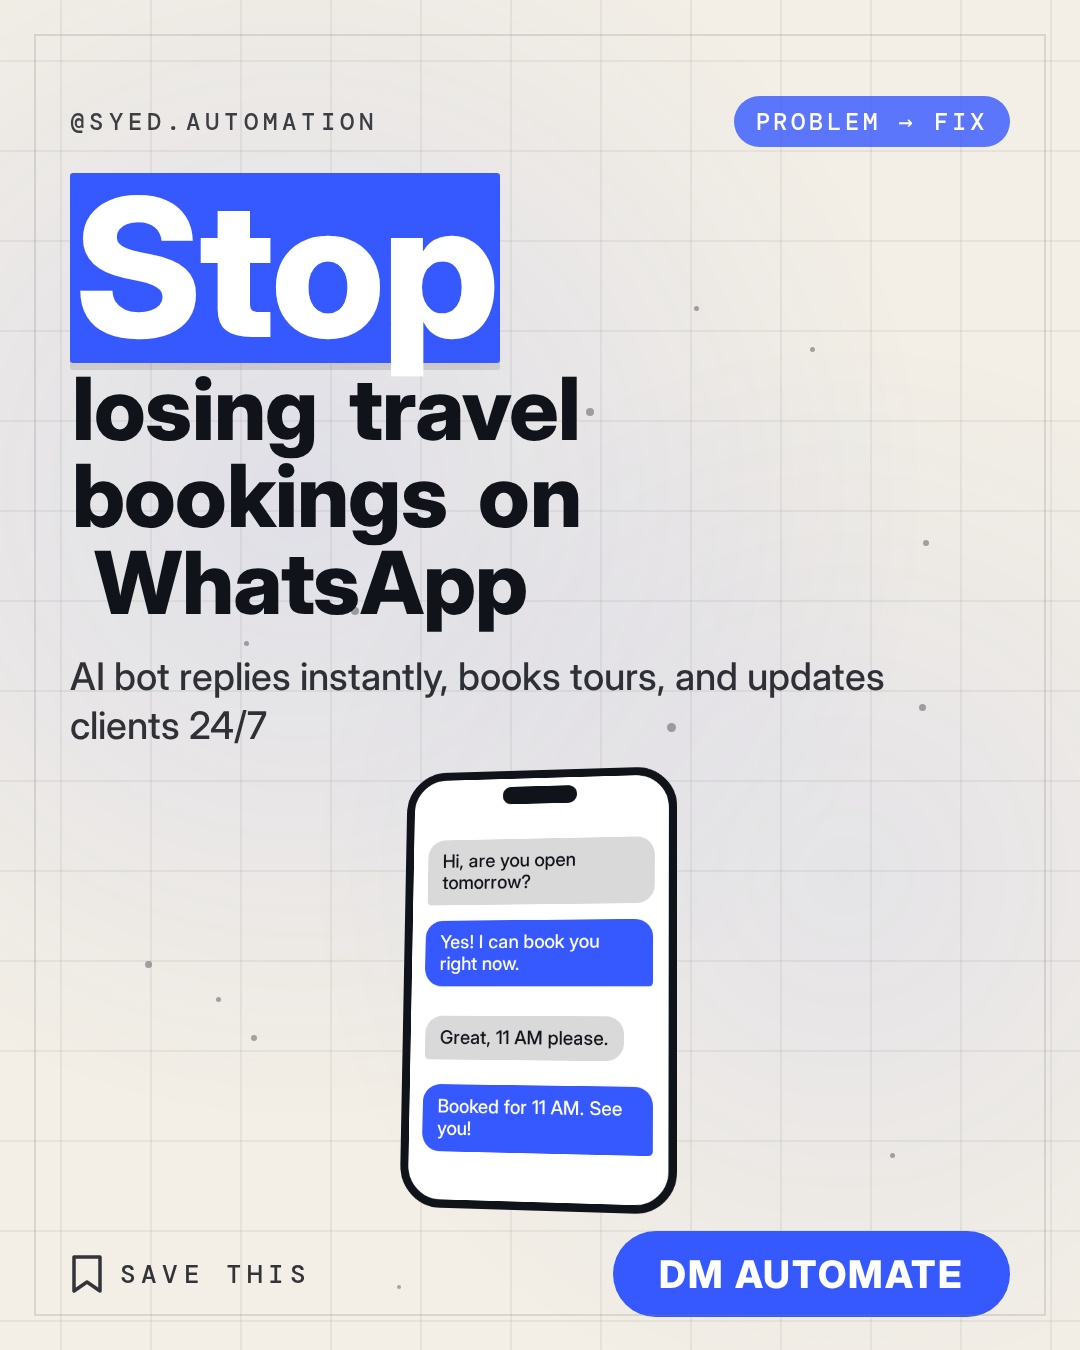 @SYED.AUTOMATION
PROBLEM → FIX
Stop
losing travel
bookings on
WhatsApp
AI bot replies instantly, books tours, and updates
clients 24/7
Hi, are you open
tomorrow?
Yes! I can book you
right now.
Great, 11 AM please.
Booked for 11 AM. See
you!
SAVE THIS
DM AUTOMATE